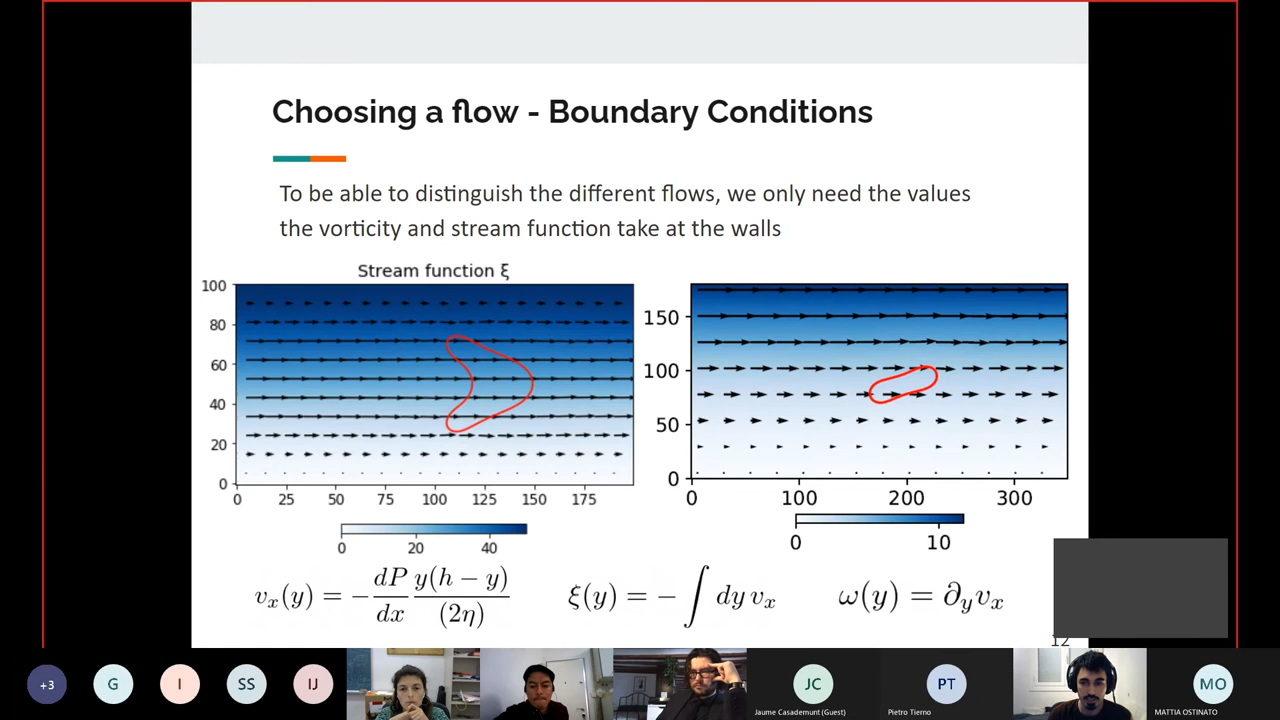 Choosing a flow - Boundary Conditions
To be able to distinguish the different flows, we only need the values
the vorticity and stream function take at the walls
Stream function ξ
100
80
60
40
20
0
0 25 50 75 100 125 150 175
0 20 40
150
100
50
0
0 100 200 300
0 10
v_x(y) = −\frac{dP}{dx}\frac{y(h − y)}{(2η)}
ξ(y) = −∫ dy v_x
ω(y) = ∂_y v_x
12
+3
G
I
SS
IJ
JC
Jaume Casademunt (Guest)
PT
Pietro Tierno
MO
MATTIA OSTINATO